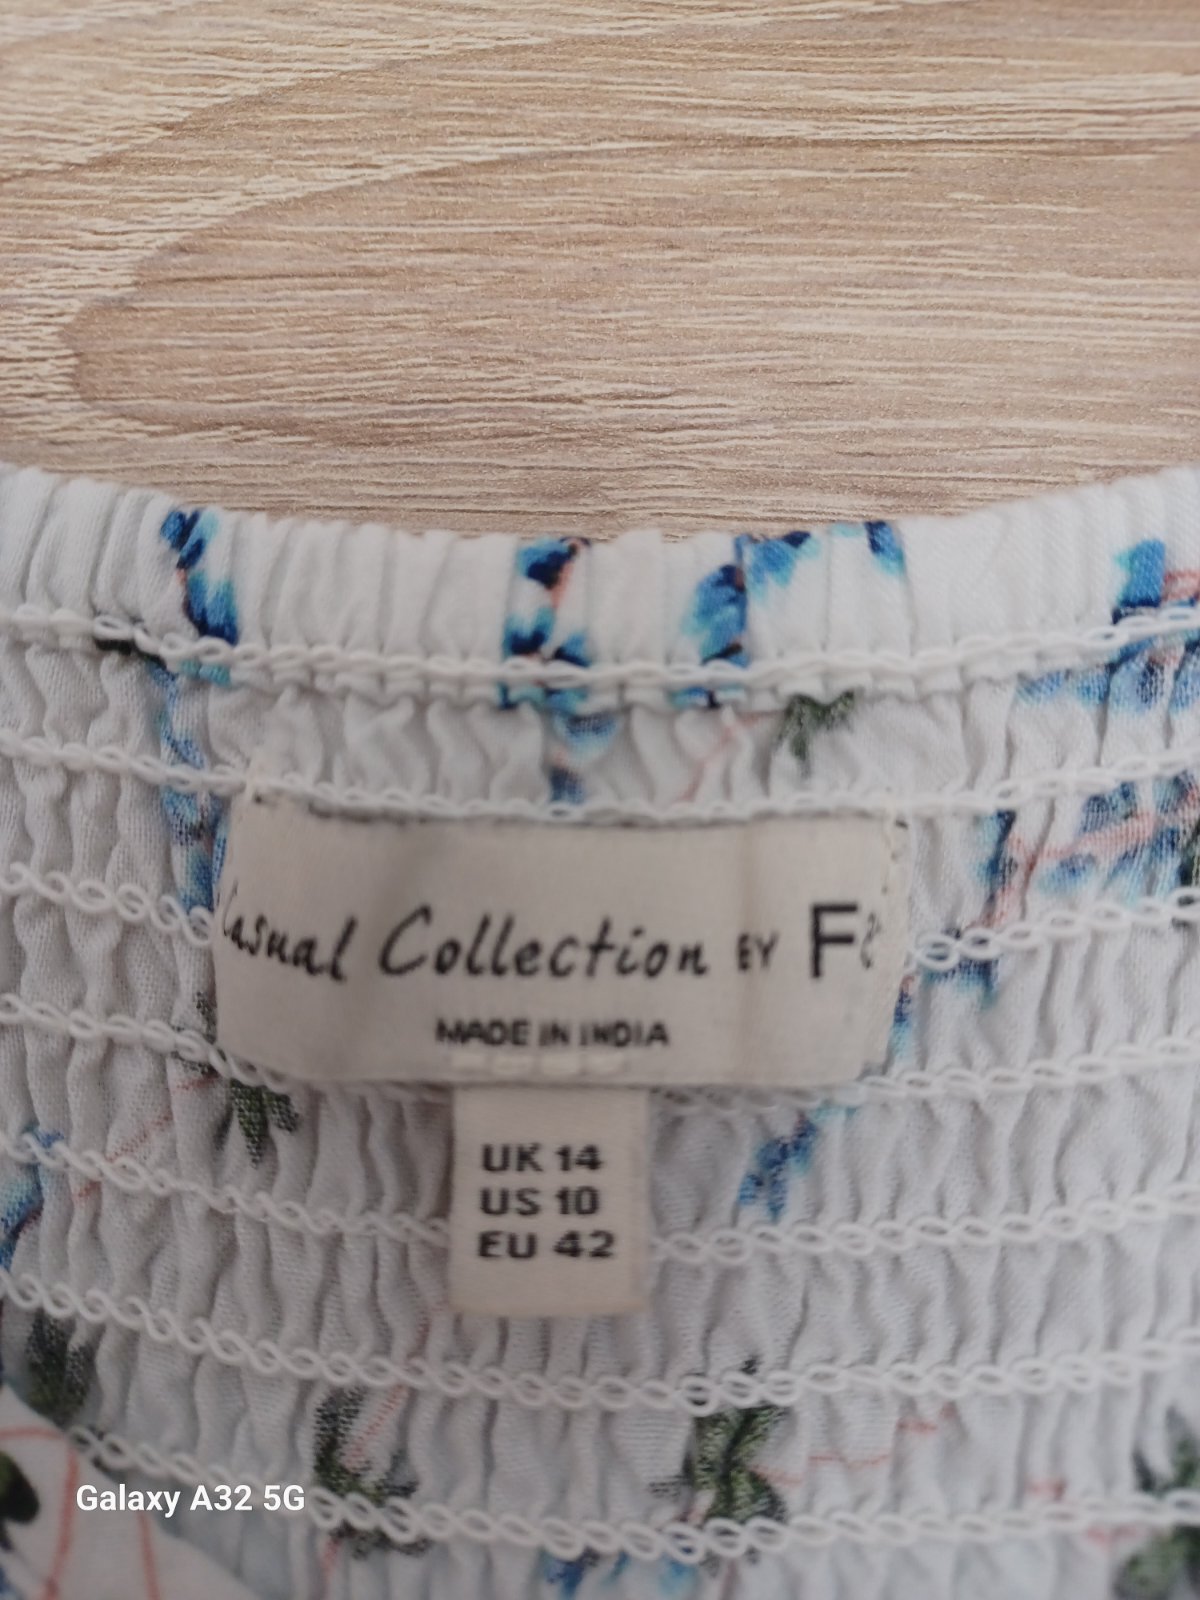 Casual Collection BY F&
MADE IN INDIA
UK 14
US 10
EU 42
Galaxy A32 5G